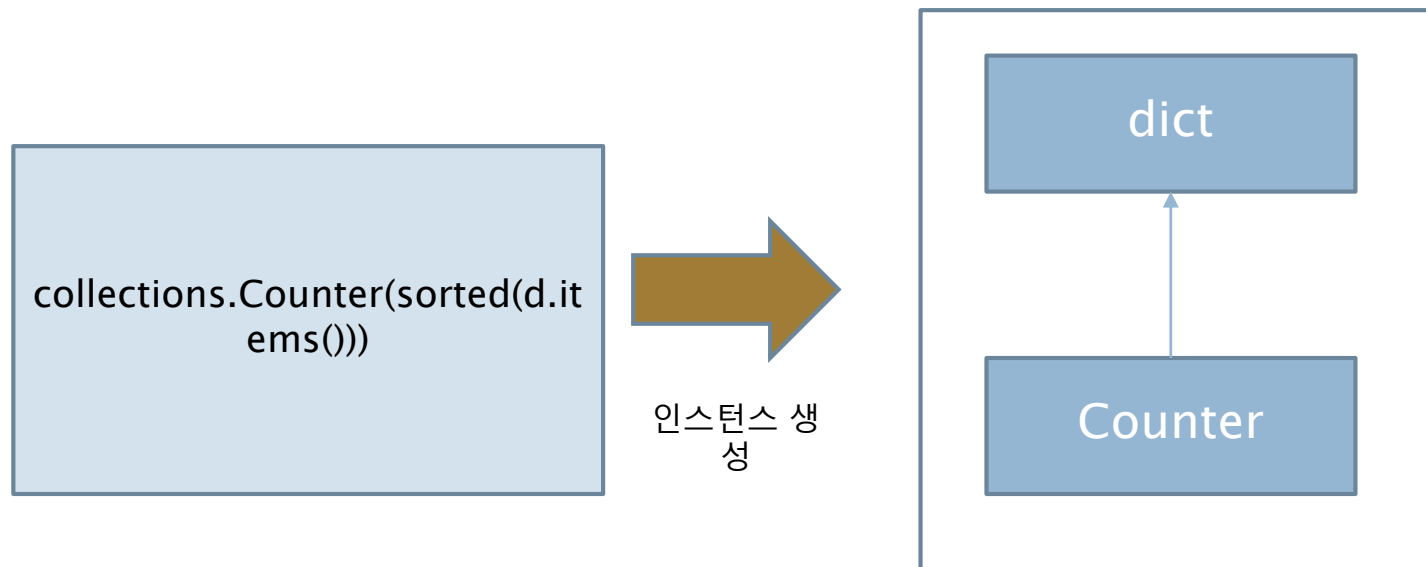 collections.Counter(sorted(d.it
ems()))
인스턴스 생
성
dict
Counter